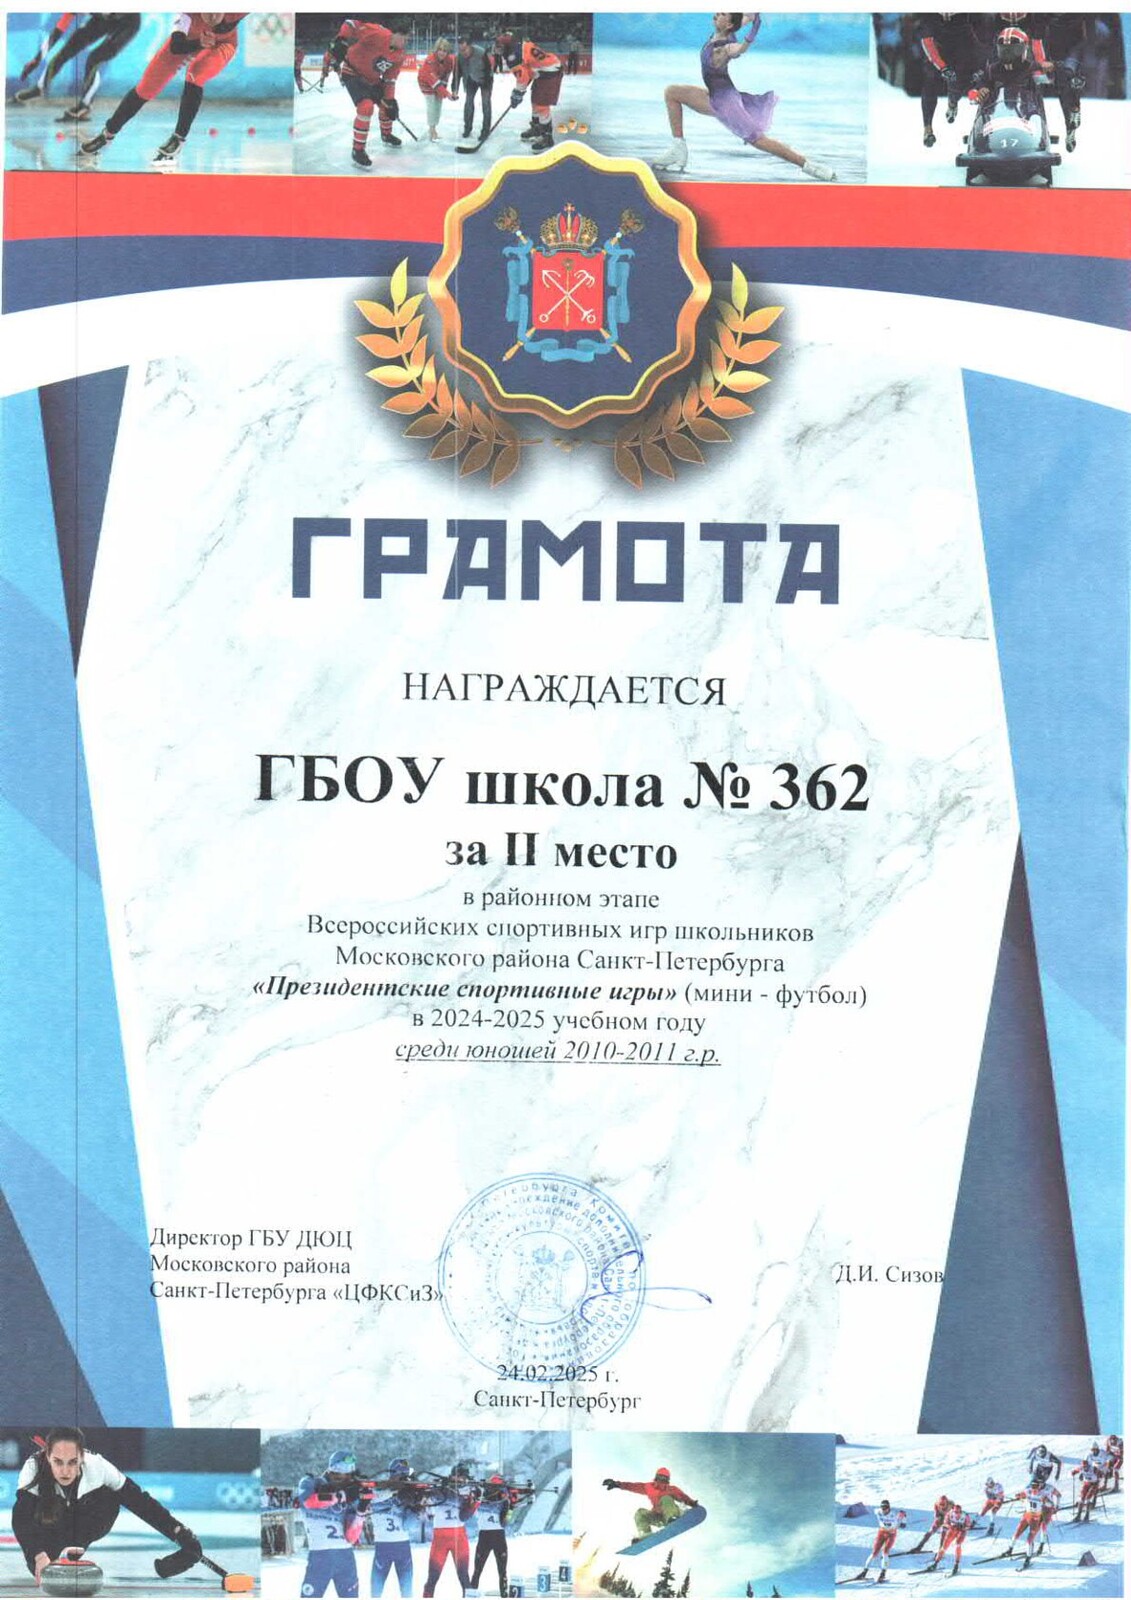 ГРАМОТА
НАГРАЖДАЕТСЯ
ГБОУ школа № 362
за II место
в районном этапе
Всероссийских спортивных игр школьников
Московского района Санкт-Петербурга
«Президентские спортивные игры» (мини - футбол)
в 2024-2025 учебном году
среди юношей 2010-2011 г.р.
Директор ГБУ ДЮЦ
Московского района
Санкт-Петербурга «ЦФКСиЗ»
Д.И. Сизов
24.02.2025 г.
Санкт-Петербург
17